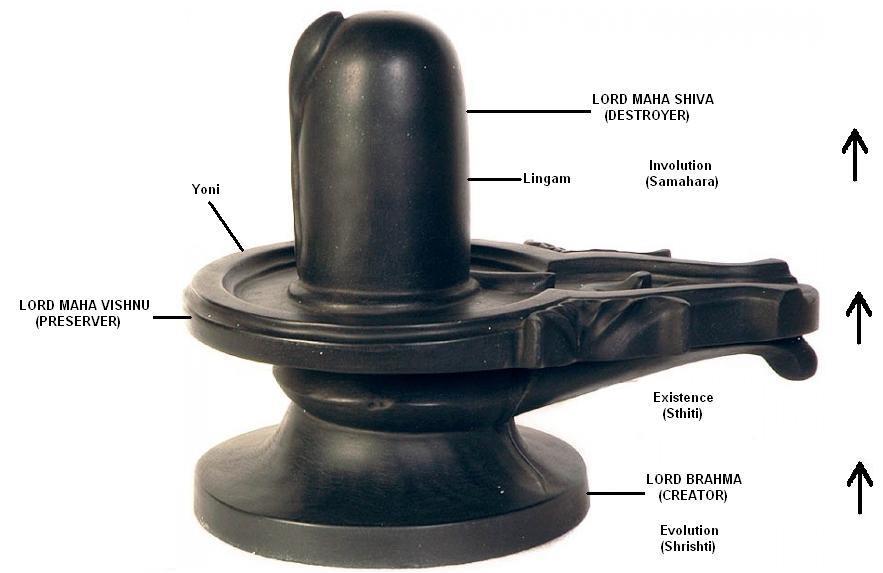 LORD MAHA SHIVA
(DESTROYER)
Involution
(Samahara)
Lingam
Yoni
LORD MAHA VISHNU
(PRESERVER)
Existence
(Sthiti)
LORD BRAHMA
(CREATOR)
Evolution
(Shrishti)